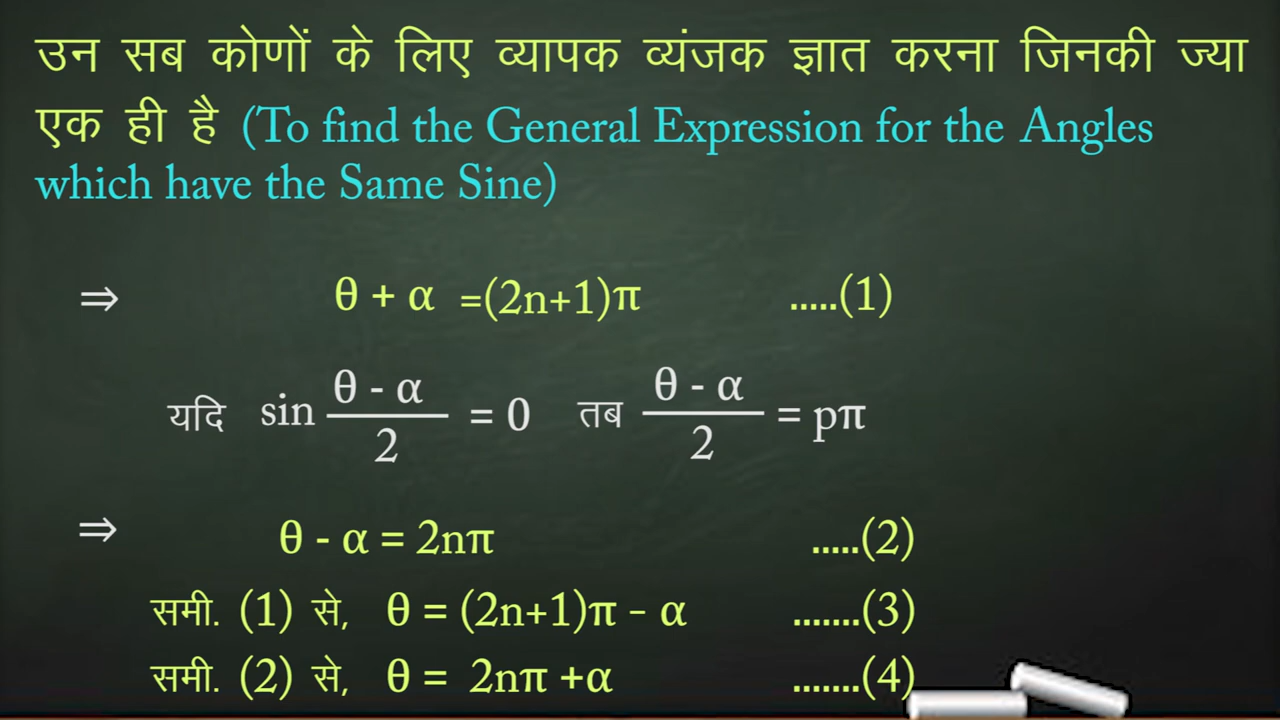 उन सब कोणों के लिए व्यापक व्यंजक ज्ञात करना जिनकी ज्या
एक ही है (To find the General Expression for the Angles
which have the Same Sine)
⇒ θ + α =(2n+1)π .....(1)
यदि sin (θ - α)/2 = 0 तब (θ - α)/2 = pπ
⇒ θ - α = 2nπ .....(2)
समी. (1) से, θ = (2n+1)π - α .......(3)
समी. (2) से, θ = 2nπ +α .......(4)